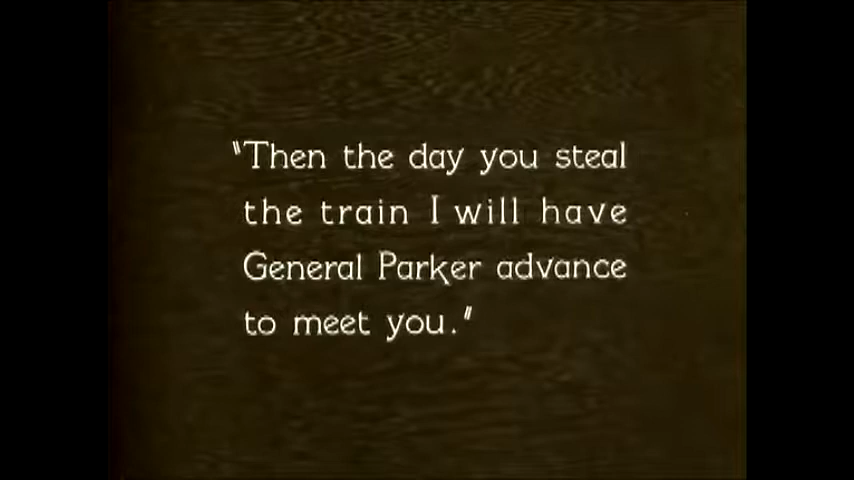 "Then the day you steal
the train I will have
General Parker advance
to meet you."